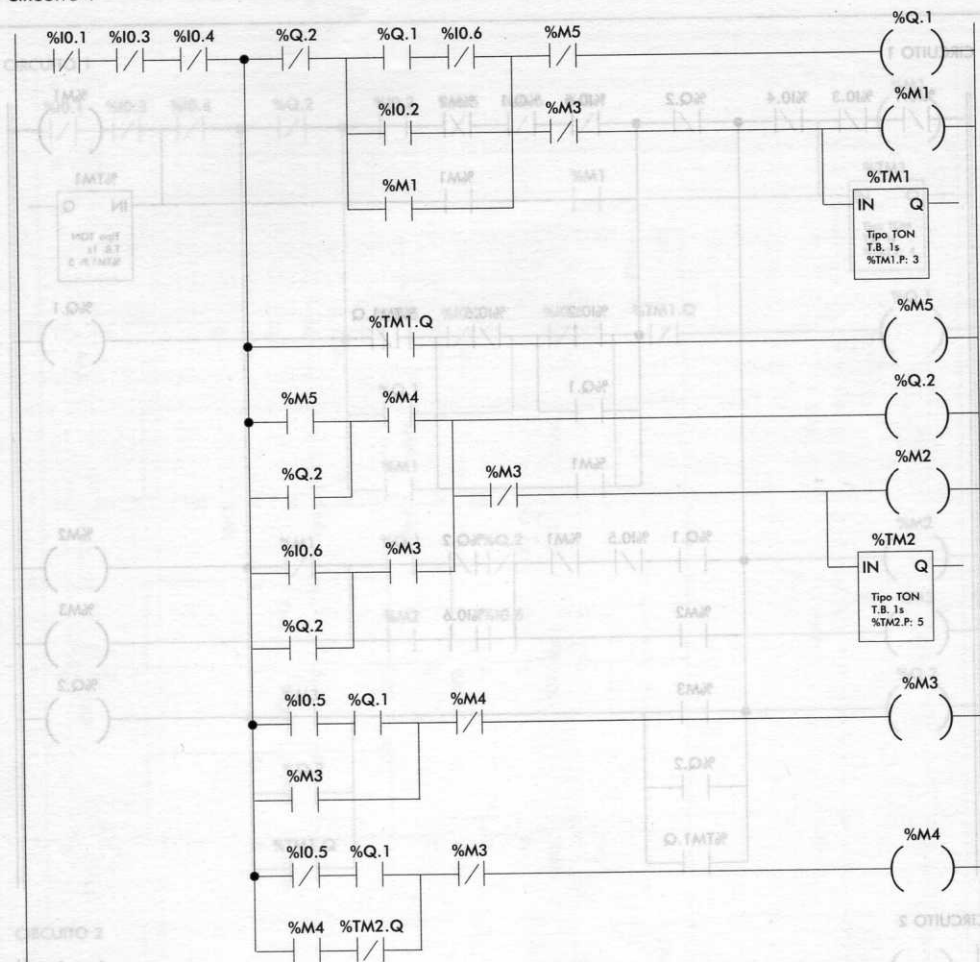 %I0.1 %I0.3 %I0.4 %Q.2 %Q.1 %I0.6 %M5 %Q.1
%I0.2 %M3 %M1
%M1
%TM1
IN Q
Tipo TON
T.B. 1s
%TM1.P: 3
%TM1.Q %M5
%M5 %M4 %Q.2
%Q.2 %M3 %M2
%I0.6 %M3
%TM2
IN Q
Tipo TON
T.B. 1s
%TM2.P: 5
%Q.2
%I0.5 %Q.1 %M4 %M3
%M3
%I0.5 %Q.1 %M3 %M4
%M4 %TM2.Q